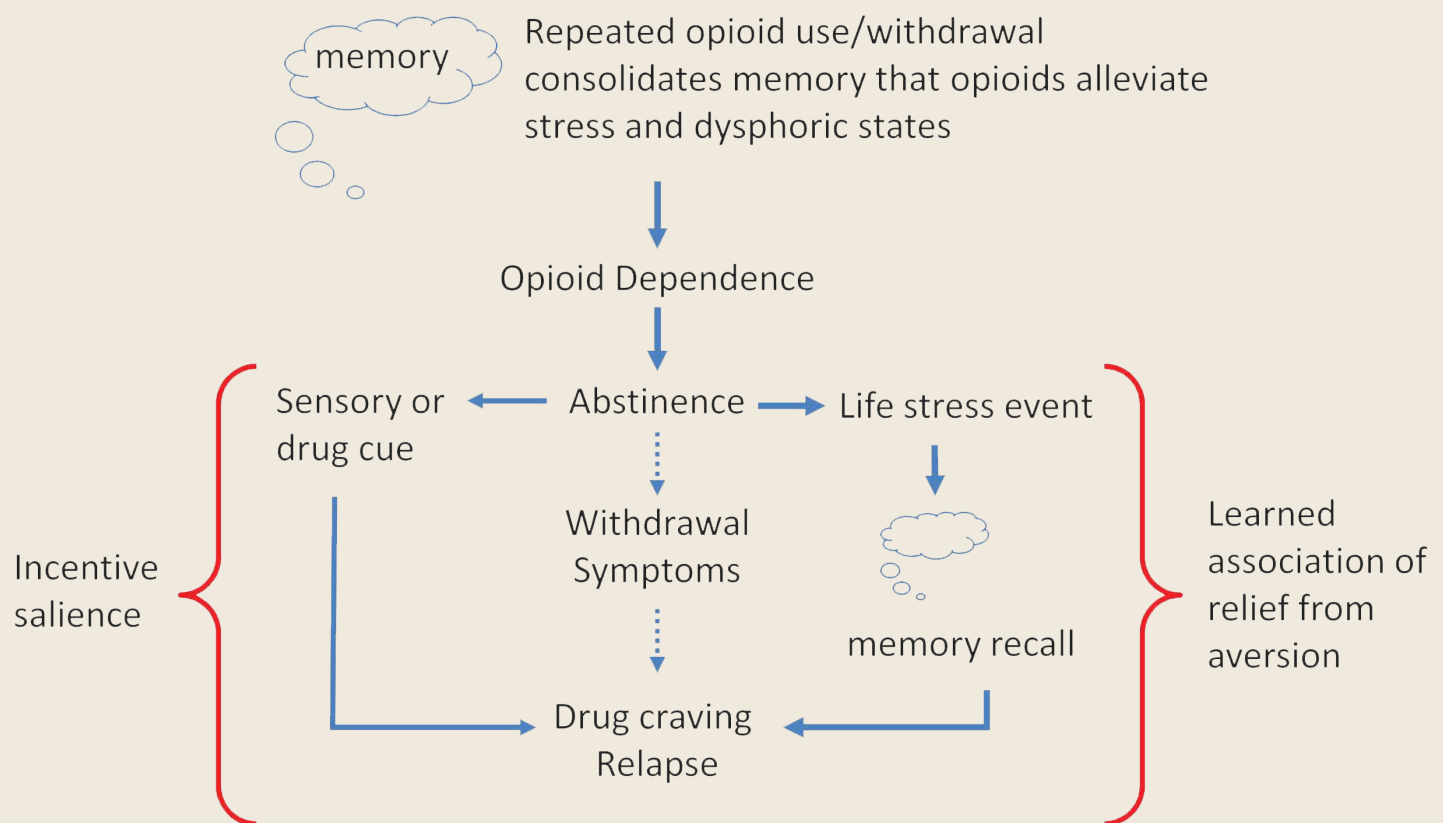 memory
Repeated opioid use/withdrawal
consolidates memory that opioids alleviate
stress and dysphoric states
Opioid Dependence
Sensory or
drug cue
Abstinence
Life stress event
Withdrawal
Symptoms
memory recall
Drug craving
Relapse
Incentive
salience
Learned
association of
relief from
aversion